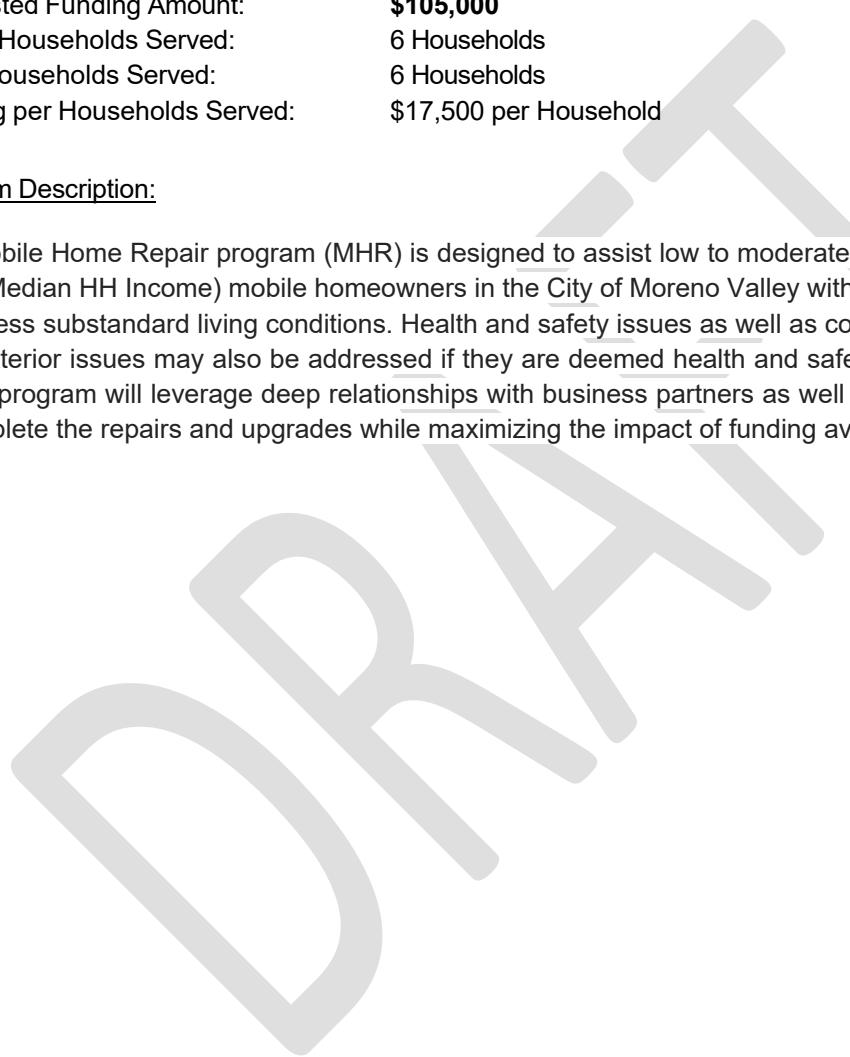 sted Funding Amount: $105,000
Households Served: 6 Households
ouseholds Served: 6 Households
g per Households Served: $17,500 per Household
m Description:
bile Home Repair program (MHR) is designed to assist low to moderate
Median HH Income) mobile homeowners in the City of Moreno Valley with
ess substandard living conditions. Health and safety issues as well as co
terior issues may also be addressed if they are deemed health and safe
program will leverage deep relationships with business partners as well
plete the repairs and upgrades while maximizing the impact of funding av
DRAFT